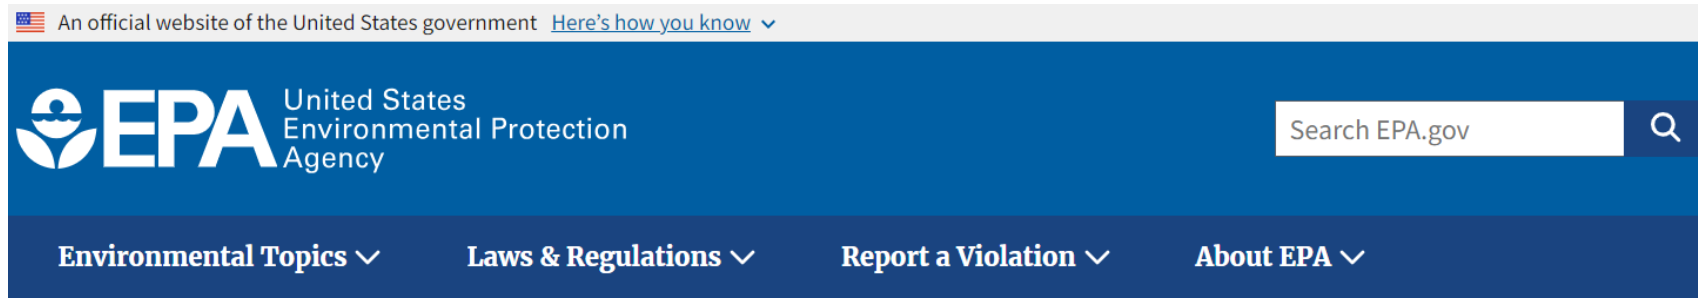 An official website of the United States government Here’s how you know
EPA
United States
Environmental Protection
Agency
Search EPA.gov
Environmental Topics
Laws & Regulations
Report a Violation
About EPA